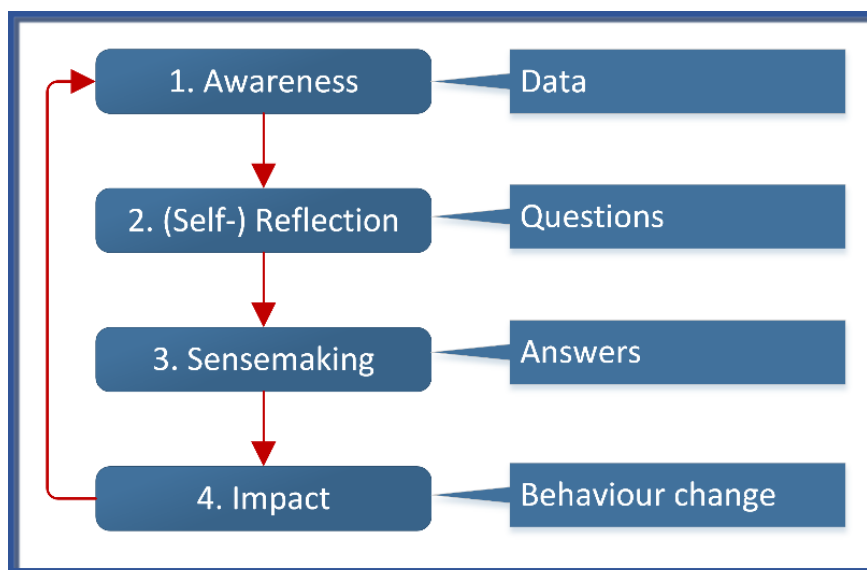 1. Awareness
Data
2. (Self-) Reflection
Questions
3. Sensemaking
Answers
4. Impact
Behaviour change